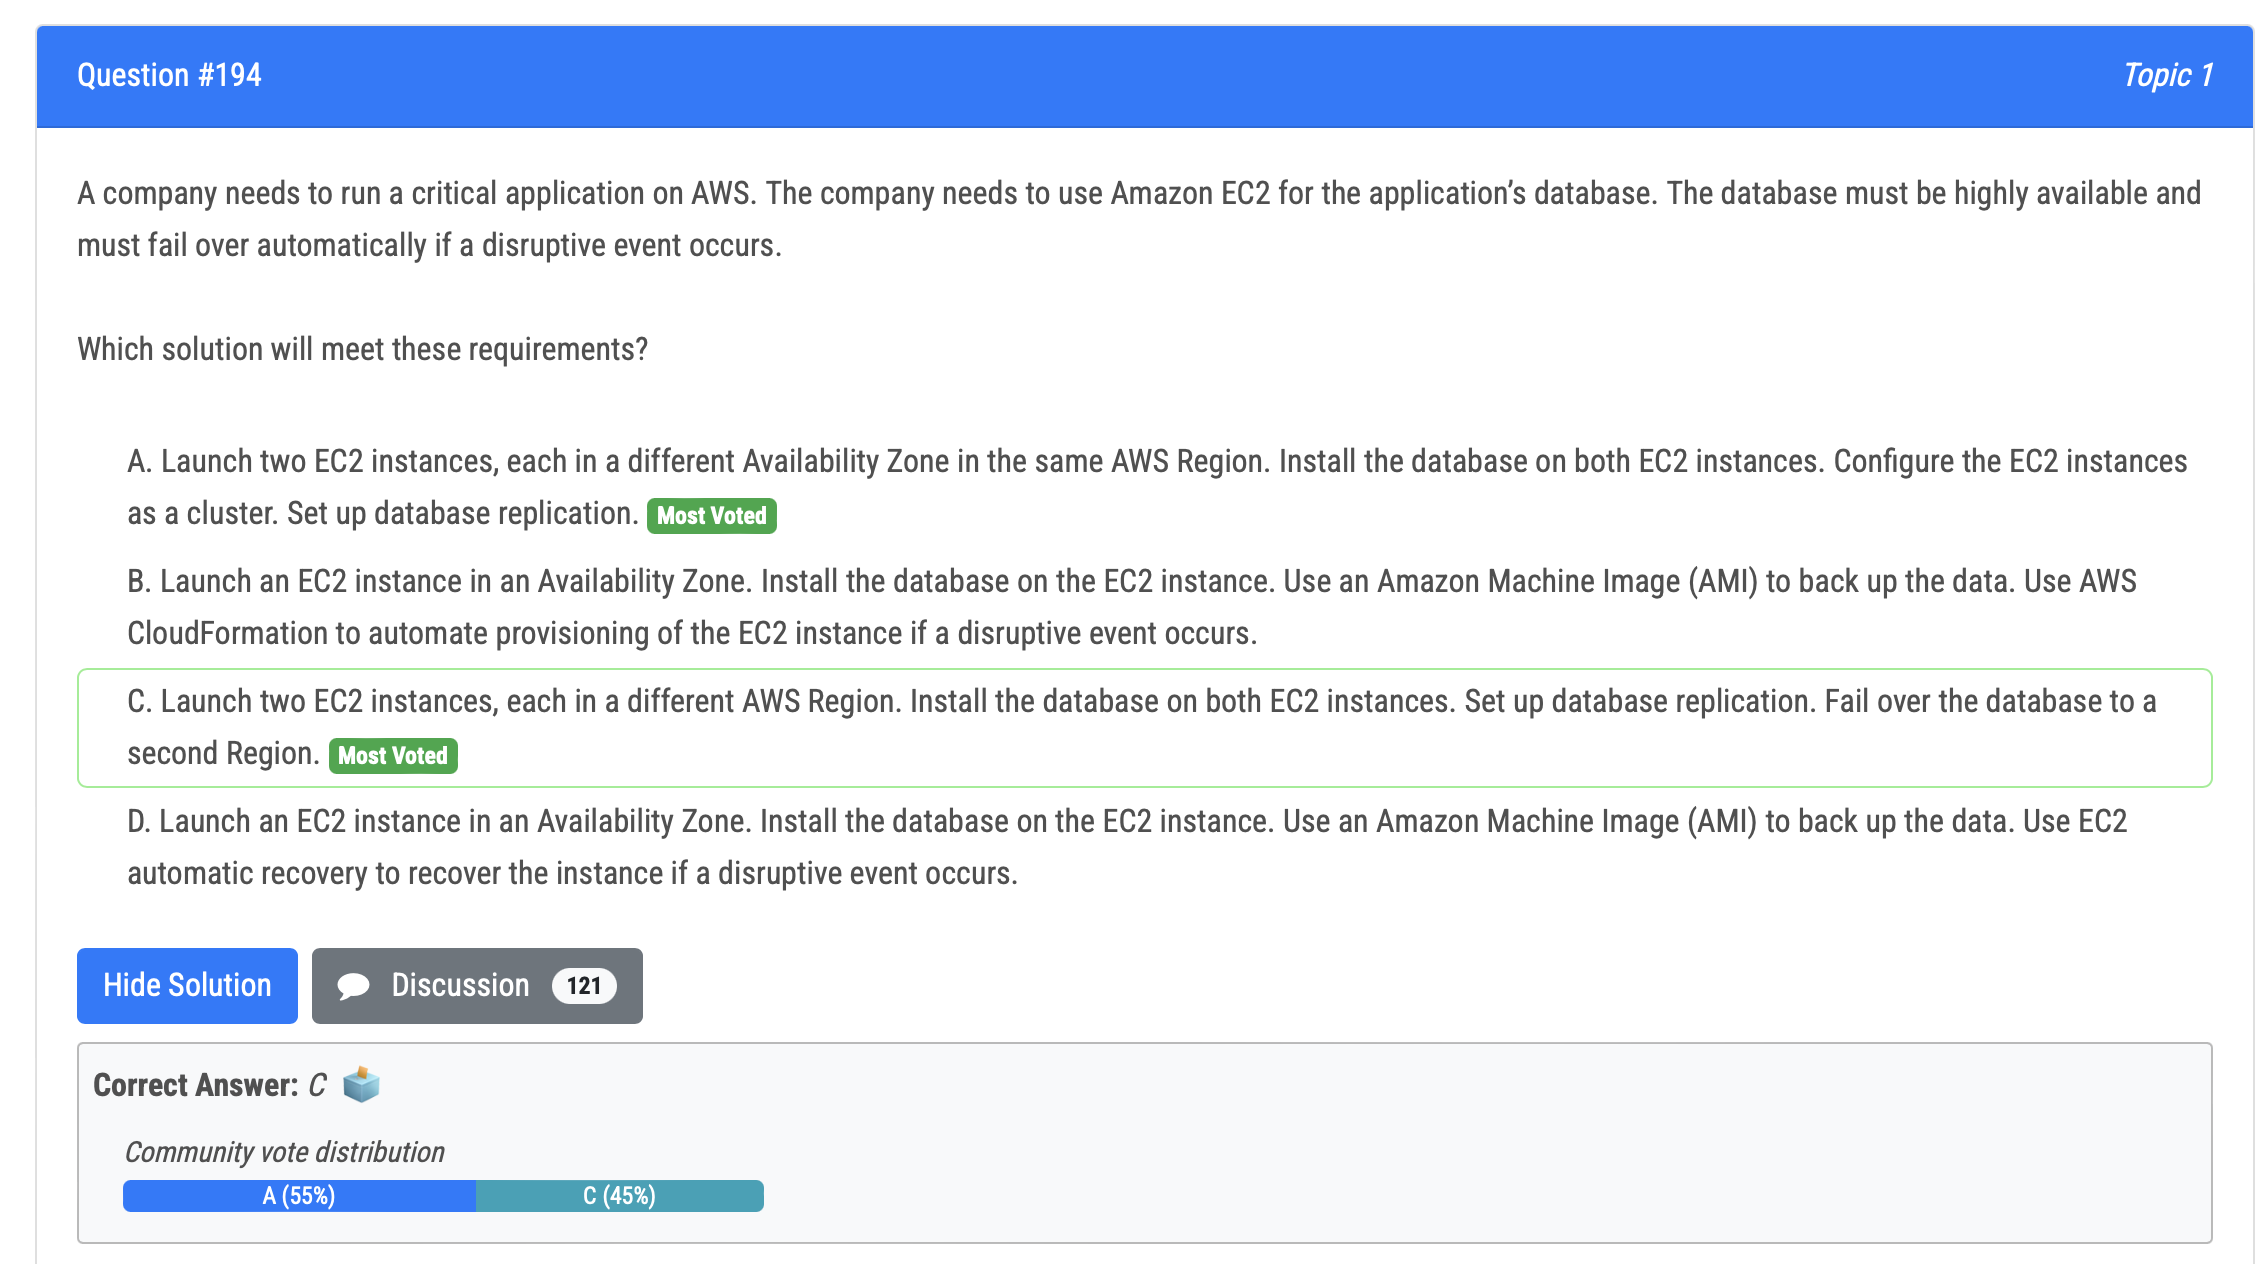 Question #194
Topic 1
A company needs to run a critical application on AWS. The company needs to use Amazon EC2 for the application’s database. The database must be highly available and
must fail over automatically if a disruptive event occurs.
Which solution will meet these requirements?
A. Launch two EC2 instances, each in a different Availability Zone in the same AWS Region. Install the database on both EC2 instances. Configure the EC2 instances
as a cluster. Set up database replication. Most Voted
B. Launch an EC2 instance in an Availability Zone. Install the database on the EC2 instance. Use an Amazon Machine Image (AMI) to back up the data. Use AWS
CloudFormation to automate provisioning of the EC2 instance if a disruptive event occurs.
C. Launch two EC2 instances, each in a different AWS Region. Install the database on both EC2 instances. Set up database replication. Fail over the database to a
second Region. Most Voted
D. Launch an EC2 instance in an Availability Zone. Install the database on the EC2 instance. Use an Amazon Machine Image (AMI) to back up the data. Use EC2
automatic recovery to recover the instance if a disruptive event occurs.
Hide Solution
Discussion 121
Correct Answer: C
Community vote distribution
A (55%)
C (45%)